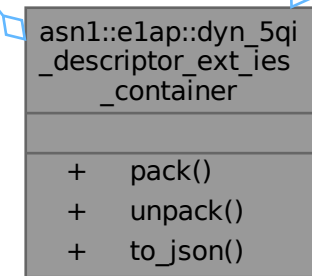 asn1::e1ap::dyn_5qi
_descriptor_ext_ies
_container
+ pack()
+ unpack()
+ to_json()